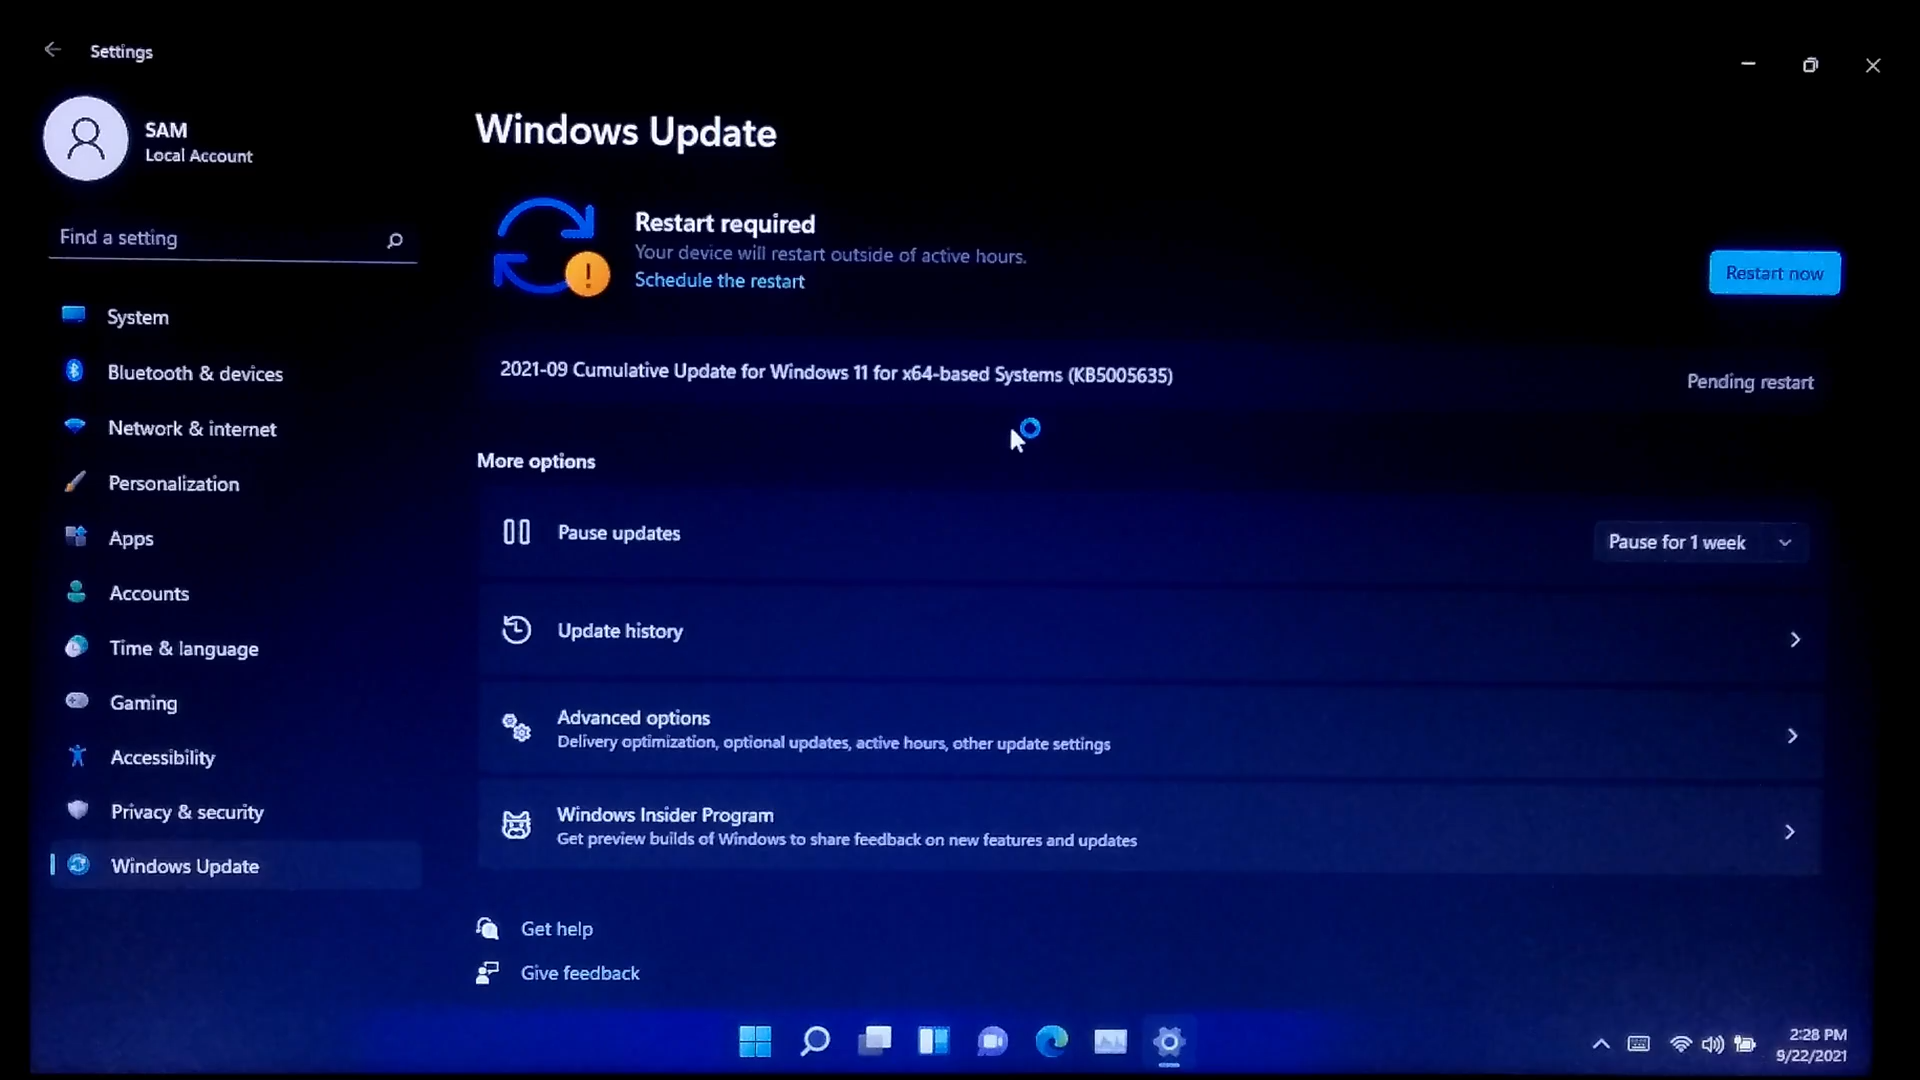 Settings
SAM
Local Account
Find a setting
System
Bluetooth & devices
Network & internet
Personalization
Apps
Accounts
Time & language
Gaming
Accessibility
Privacy & security
Windows Update
Windows Update
Restart required
Your device will restart outside of active hours.
Schedule the restart
Restart now
2021-09 Cumulative Update for Windows 11 for x64-based Systems (KB5005635)
Pending restart
More options
Pause updates
Pause for 1 week
Update history
Advanced options
Delivery optimization, optional updates, active hours, other update settings
Windows Insider Program
Get preview builds of Windows to share feedback on new features and updates
Get help
Give feedback
2:28 PM
9/22/2021